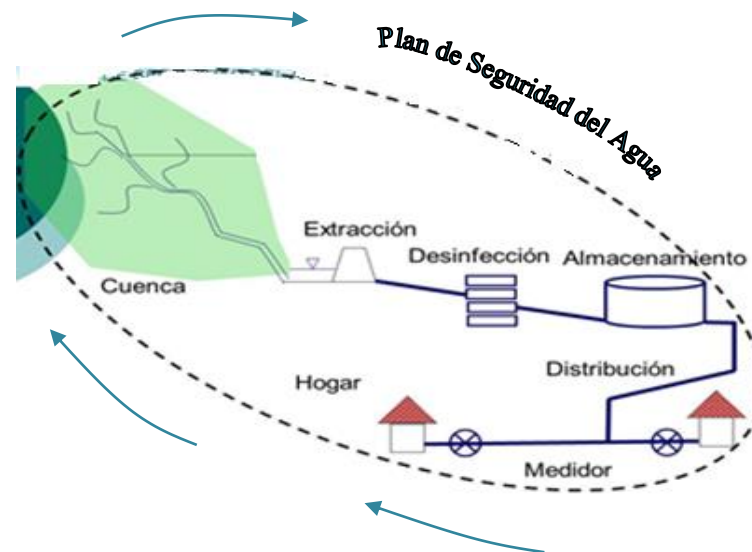 Plan de Seguridad del Agua
Extracción
Desinfección
Almacenamiento
Cuenca
Distribución
Hogar
Medidor